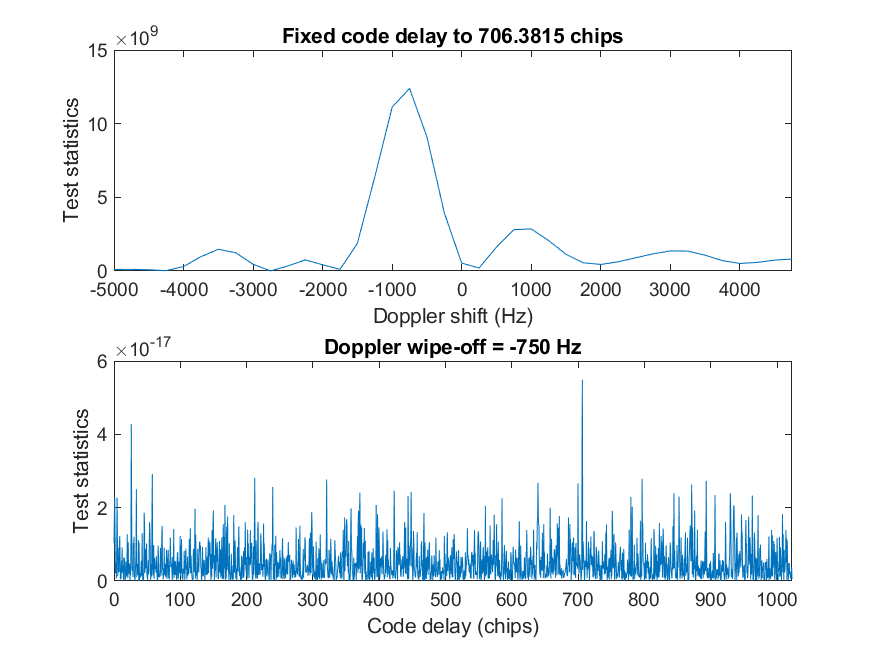 Fixed code delay to 706.3815 chips
×10^9
15
10
5
0
Test statistics
-5000 -4000 -3000 -2000 -1000 0 1000 2000 3000 4000
Doppler shift (Hz)
Doppler wipe-off = -750 Hz
×10^-17
6
4
2
0
Test statistics
0 100 200 300 400 500 600 700 800 900 1000
Code delay (chips)